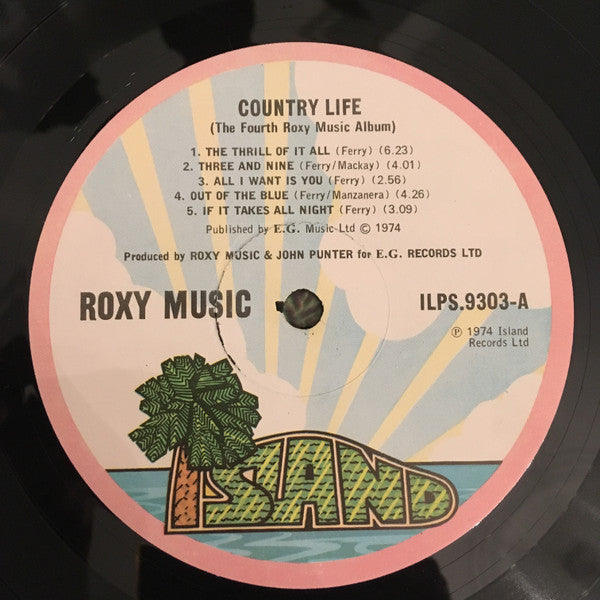 COUNTRY LIFE
(The Fourth Roxy Music Album)
1. THE THRILL OF IT ALL (Ferry) (6.23)
2. THREE AND NINE (Ferry/Mackay) (4.01)
3. ALL I WANT IS YOU (Ferry) (2.56)
4. OUT OF THE BLUE (Ferry/Manzanera) (4.26)
5. IF IT TAKES ALL NIGHT (Ferry) (3.09)
Published by E.G. Music Ltd © 1974
Produced by ROXY MUSIC & JOHN PUNTER for E.G. RECORDS LTD
ROXY MUSIC
ILPS.9303-A
℗ 1974 Island
Records Ltd
ISLAND